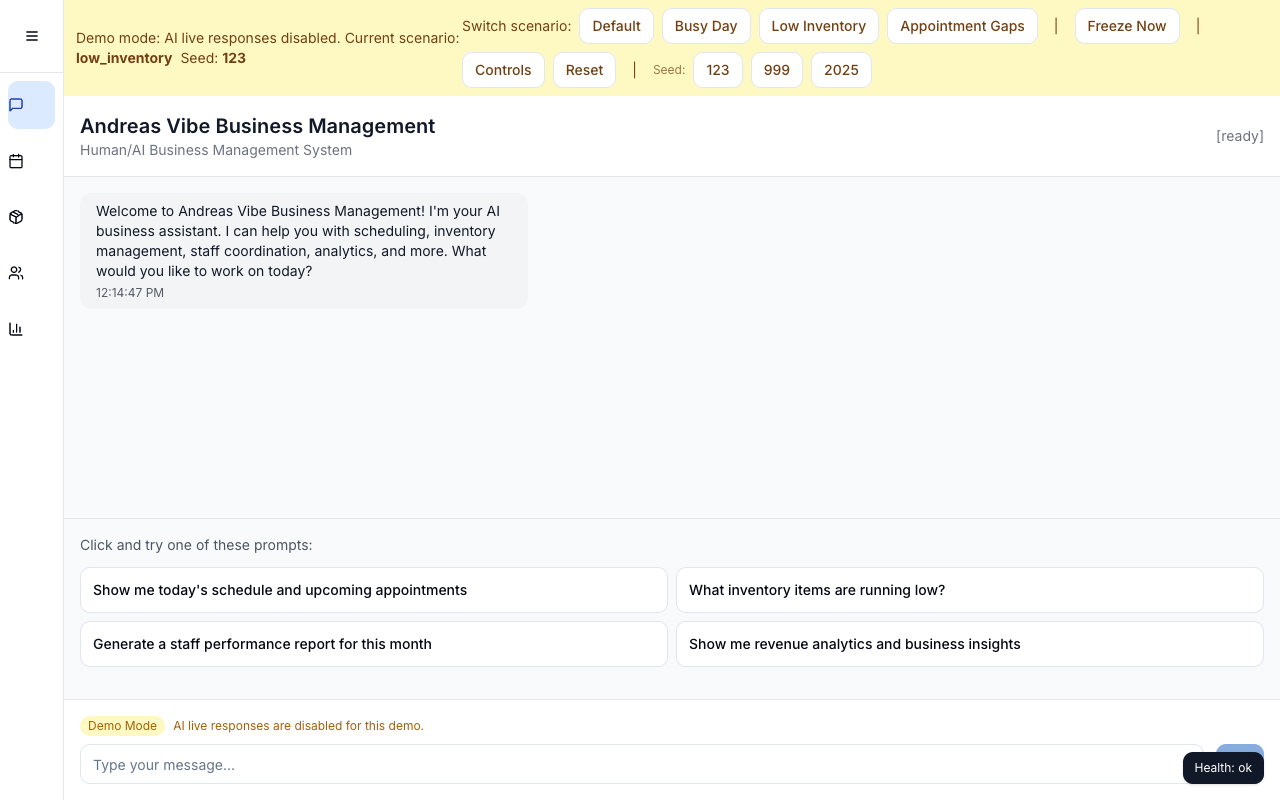 Demo mode: AI live responses disabled. Current scenario:
low_inventory Seed: 123
Switch scenario: Default Busy Day Low Inventory Appointment Gaps | Freeze Now |
Controls Reset | Seed: 123 999 2025
Andreas Vibe Business Management
Human/AI Business Management System
[ready]
Welcome to Andreas Vibe Business Management! I'm your AI
business assistant. I can help you with scheduling, inventory
management, staff coordination, analytics, and more. What
would you like to work on today?
12:14:47 PM
Click and try one of these prompts:
Show me today's schedule and upcoming appointments
What inventory items are running low?
Generate a staff performance report for this month
Show me revenue analytics and business insights
Demo Mode AI live responses are disabled for this demo.
Type your message...
Health: ok